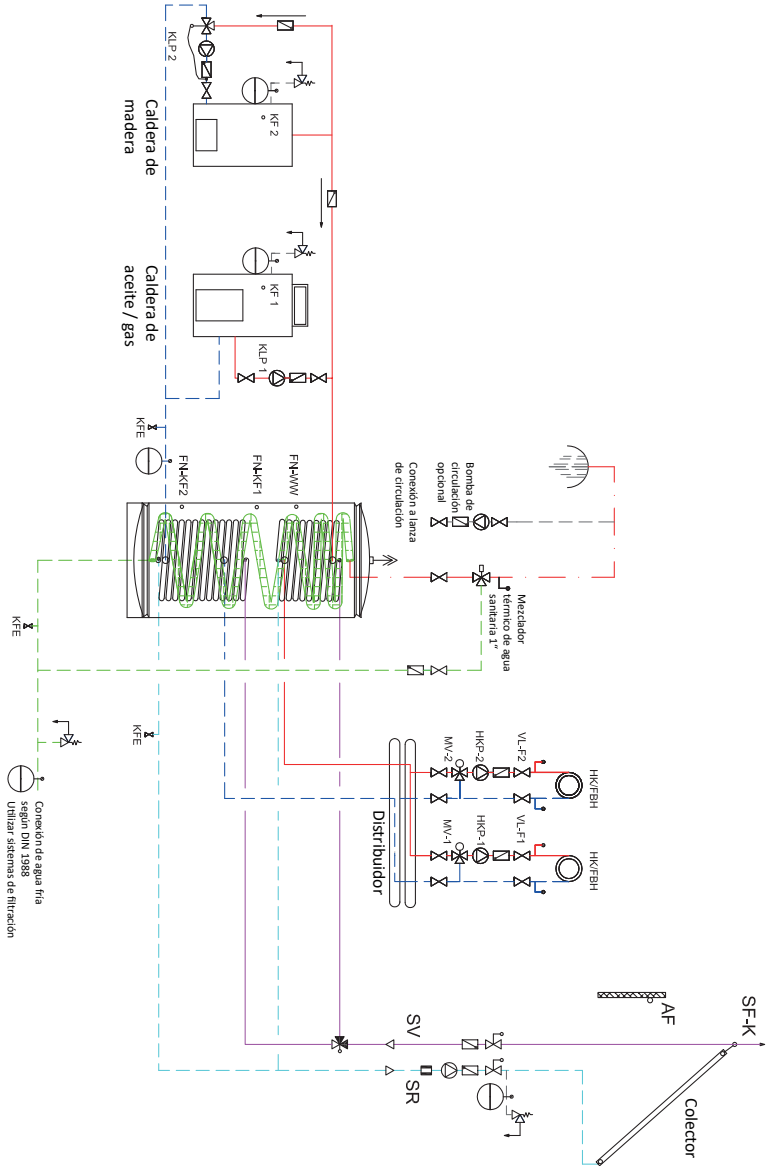 KLP 2
KF 2
Caldera de
madera
KF 1
Caldera de
aceite / gas
KLP 1
KFE
FN-KF2
FN-KF1
FN-WW
Conexión a lanza
de circulación
Bomba de
circulación
opcional
Mezclador
térmico de agua
sanitaria 1"
KFE
KFE
Conexión de agua fría
según DIN 1988
Utilizar sistemas de filtración
MV-2
HKP-2
VL-F2
HK/FBH
MV-1
HKP-1
VL-F1
HK/FBH
Distribuidor
SV
SR
AF
SF-K
Colector